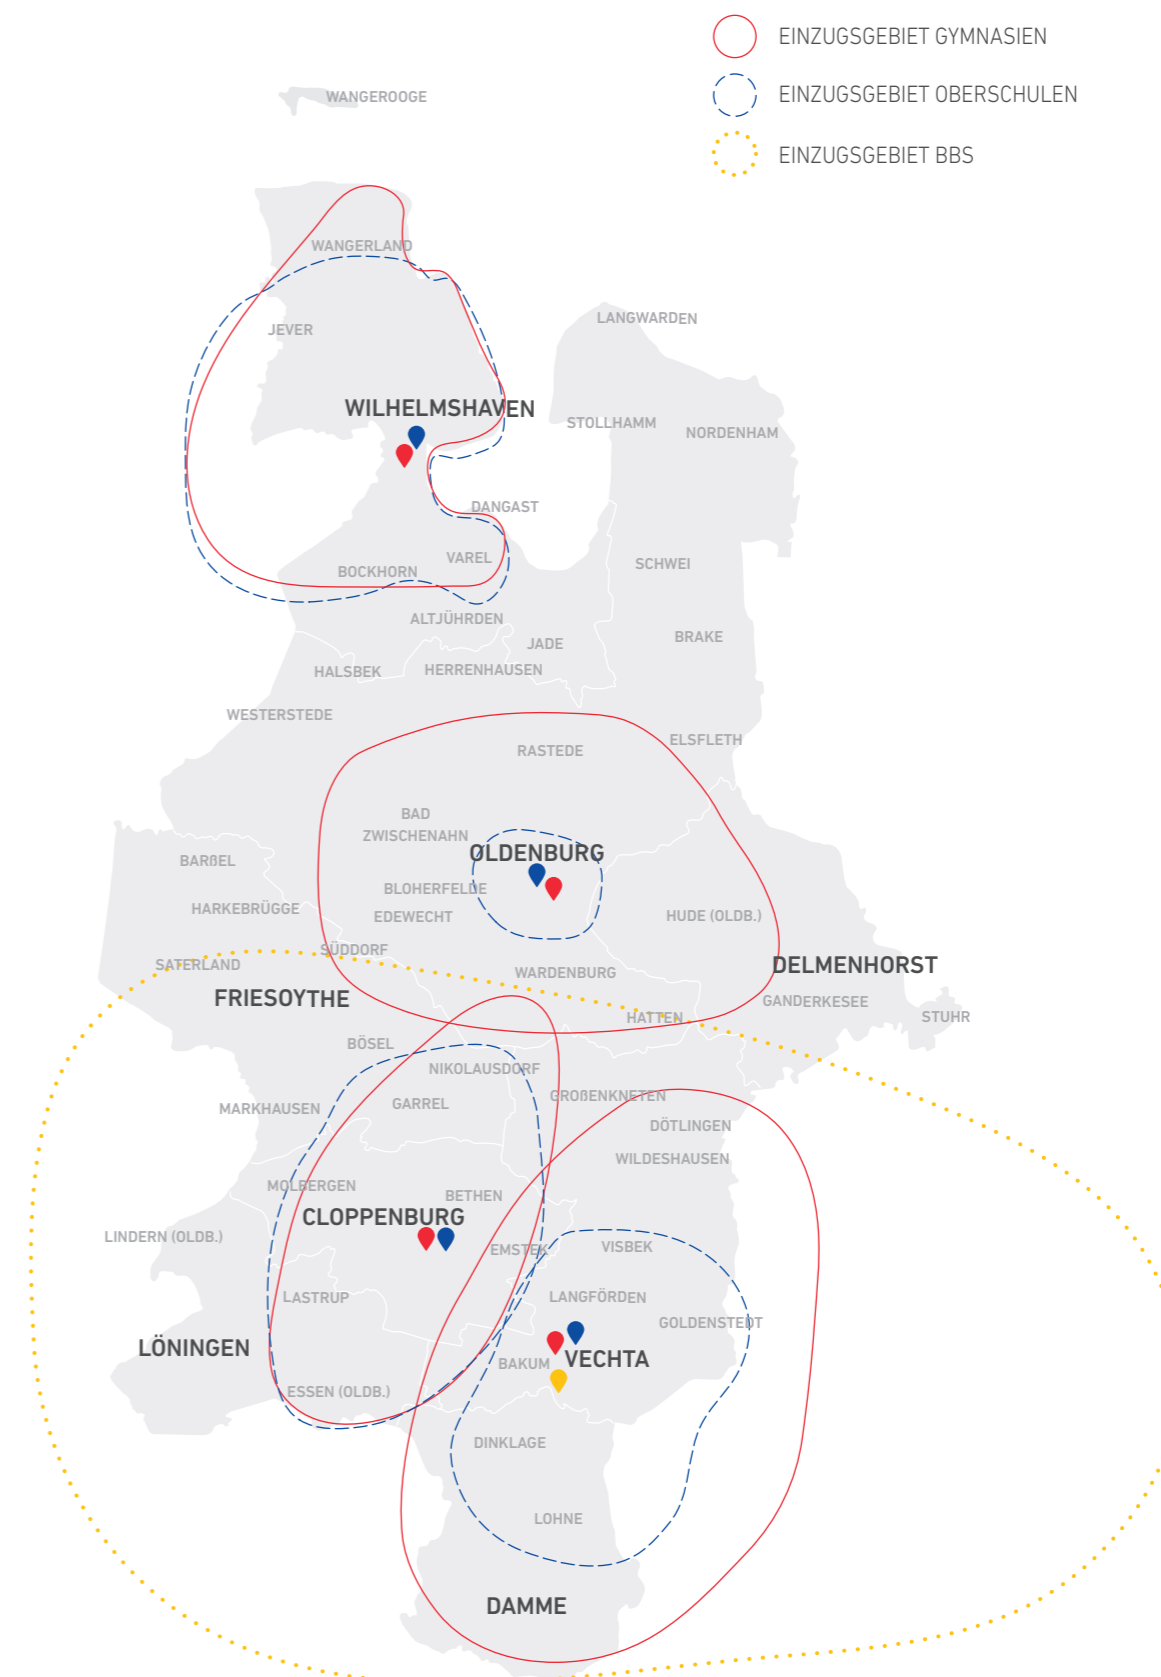 EINZUGSGEBIET GYMNASIEN
EINZUGSGEBIET OBERSCHULEN
EINZUGSGEBIET BBS
WANGEROOGE
WANGERLAND
LANGWARDEN
JEVER
WILHELMSHAVEN
STOLLHAMM
NORDENHAM
DANGAST
VAREL
SCHWEI
BOCKHORN
ALTJÜHRDEN
BRAKE
JADE
HALSBEK
HERRENHAUSEN
WESTERSTEDE
ELSFLETH
RASTEDE
BAD
ZWISCHENAHN
OLDENBURG
BARßEL
BLOHERFELDE
HARKEBRÜGGE
EDEWECHT
HUDE (OLDB.)
SÜDDORF
SATERLAND
DELMENHORST
WARDENBURG
FRIESOYTHE
GANDERKESEE
HATTEN
STUHR
BÖSEL
NIKOLAUSDORF
GROßENKNETEN
GARREL
MARKHAUSEN
DÖTLINGEN
WILDESHAUSEN
MOLBERGEN
BETHEN
CLOPPENBURG
LINDERN (OLDB.)
EMSTEK
VISBEK
LASTRUP
LANGFÖRDEN
GOLDENSTEDT
LÖNINGEN
BAKUM
VECHTA
ESSEN (OLDB.)
DINKLAGE
LOHNE
DAMME